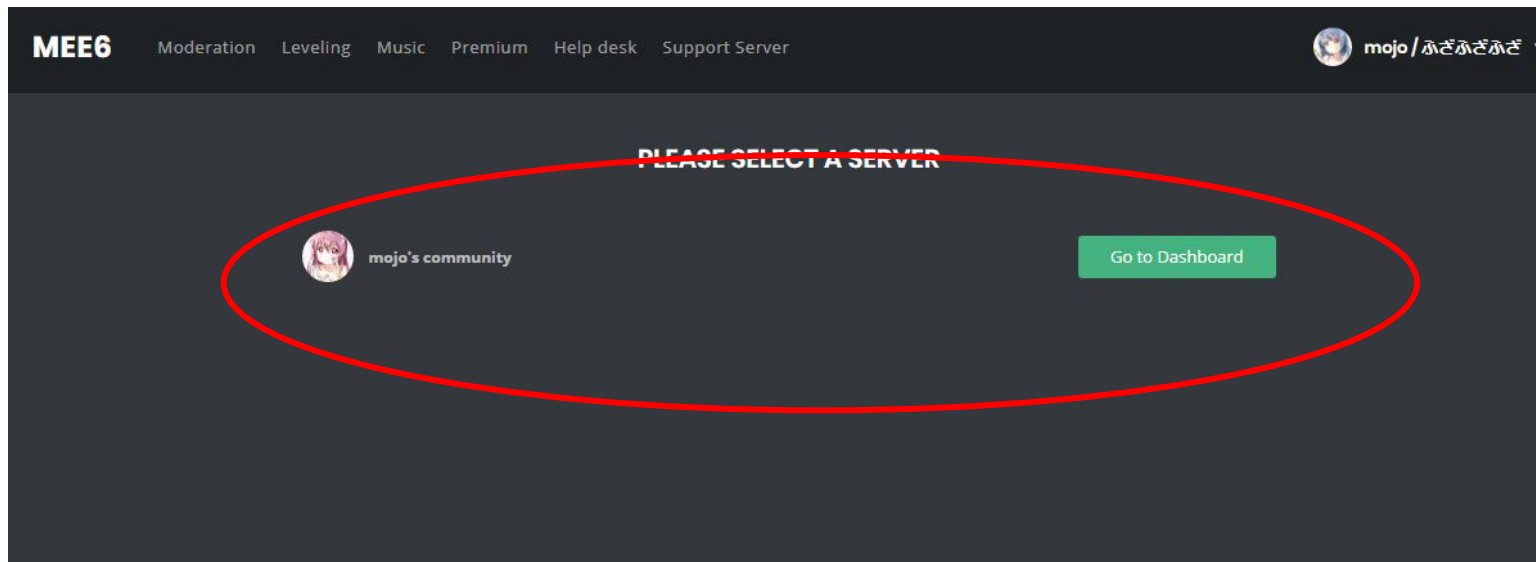 MEE6 Moderation Leveling Music Premium Help desk Support Server mojo/ふざふざふざ
PLEASE SELECT A SERVER
mojo's community Go to Dashboard